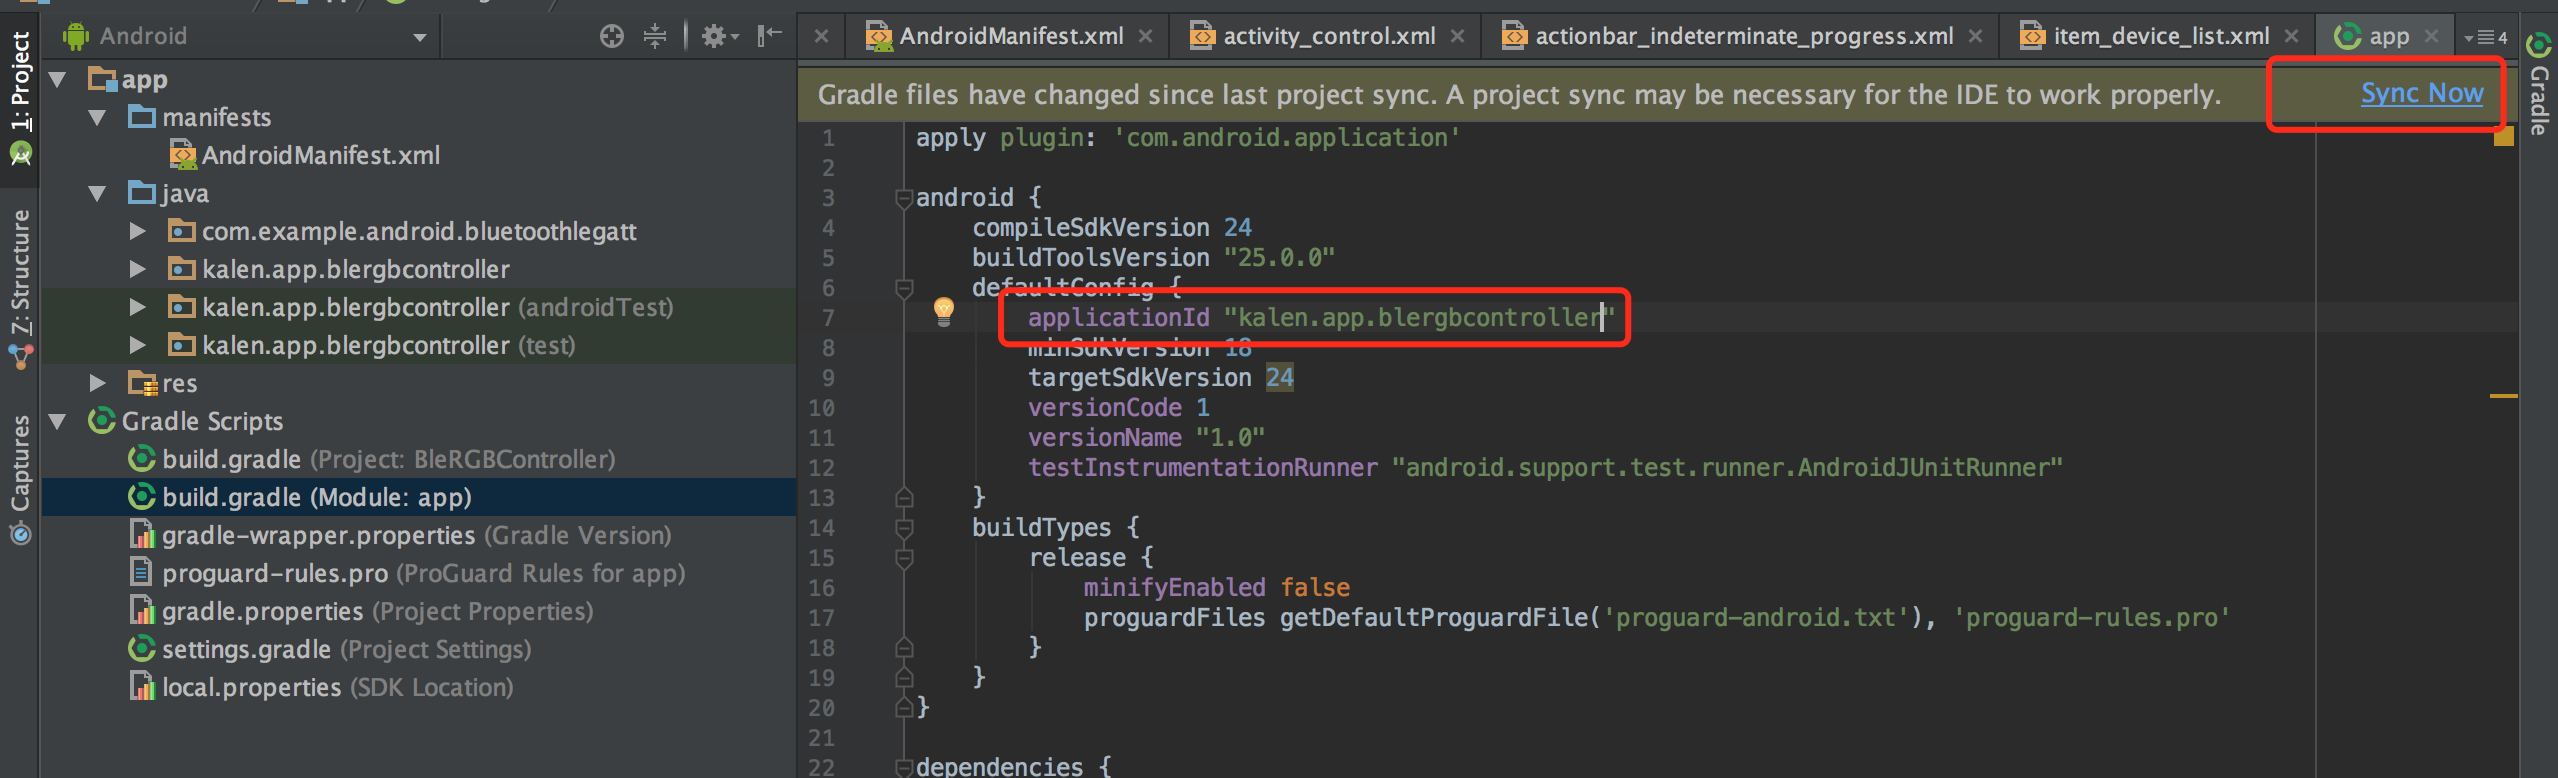 1: Project
7: Structure
Captures
Android
app
manifests
AndroidManifest.xml
java
com.example.android.bluetoothlegatt
kalen.app.blergbcontroller
kalen.app.blergbcontroller (androidTest)
kalen.app.blergbcontroller (test)
res
Gradle Scripts
build.gradle (Project: BleRGBController)
build.gradle (Module: app)
gradle-wrapper.properties (Gradle Version)
proguard-rules.pro (ProGuard Rules for app)
gradle.properties (Project Properties)
settings.gradle (Project Settings)
local.properties (SDK Location)
AndroidManifest.xml activity_control.xml actionbar_indeterminate_progress.xml item_device_list.xml app 4
Gradle files have changed since last project sync. A project sync may be necessary for the IDE to work properly. Sync Now
1 apply plugin: 'com.android.application'
2
3 android {
4 compileSdkVersion 24
5 buildToolsVersion "25.0.0"
6 defaultConfig {
7 applicationId "kalen.app.blergbcontroller"
8 minSdkVersion 18
9 targetSdkVersion 24
10 versionCode 1
11 versionName "1.0"
12 testInstrumentationRunner "android.support.test.runner.AndroidJUnitRunner"
13 }
14 buildTypes {
15 release {
16 minifyEnabled false
17 proguardFiles getDefaultProguardFile('proguard-android.txt'), 'proguard-rules.pro'
18 }
19 }
20 }
21
22 dependencies {
Gradle